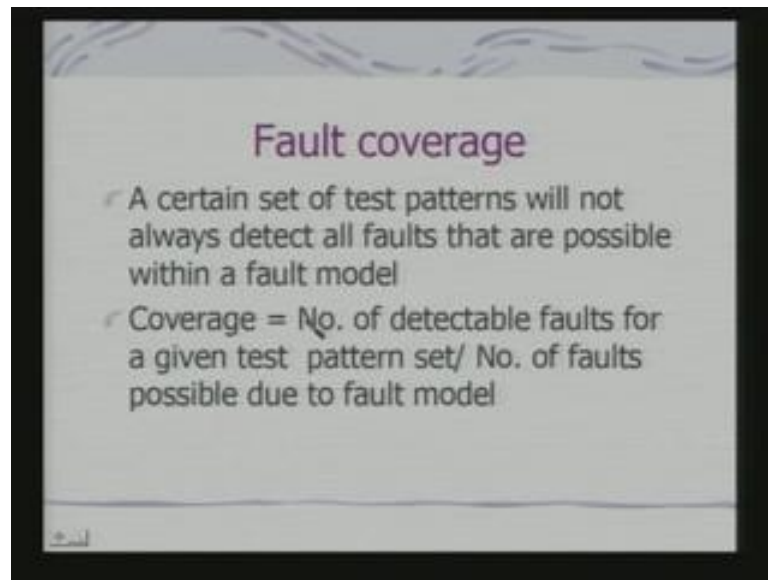 Fault coverage
A certain set of test patterns will not
always detect all faults that are possible
within a fault model
Coverage = No. of detectable faults for
a given test pattern set/ No. of faults
possible due to fault model